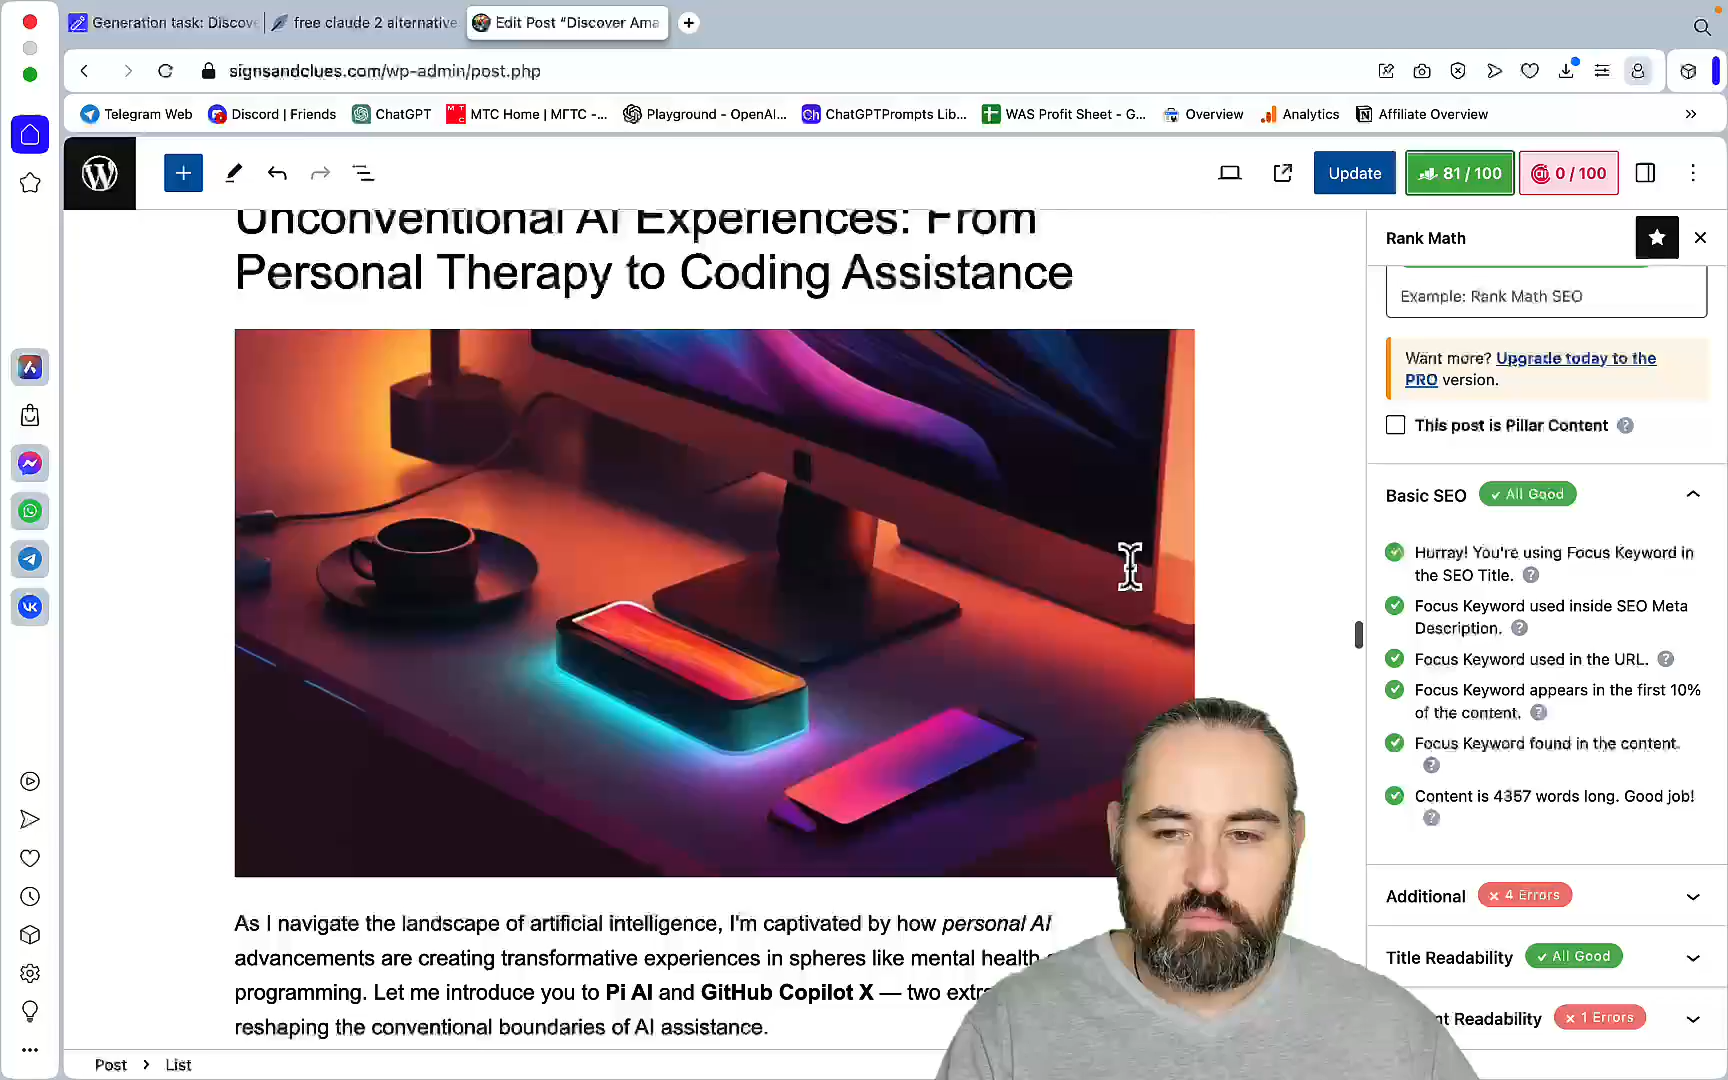 Generation task: Discov
free claude 2 alternative
Edit Post “Discover Ama
signsandclues.com/wp-admin/post.php
Telegram Web
Discord | Friends
ChatGPT
МТС Home | МГТС -...
Playground - OpenAI...
Ch
ChatGPTPrompts Lib...
WAS Profit Sheet - G...
Overview
Analytics
Affiliate Overview
Update
81 / 100
0 / 100
Unconventional AI Experiences: From
Personal Therapy to Coding Assistance
As I navigate the landscape of artificial intelligence, I'm captivated by how personal AI
advancements are creating transformative experiences in spheres like mental health
programming. Let me introduce you to Pi AI and GitHub Copilot X — two extra
reshaping the conventional boundaries of AI assistance.
Post
List
Rank Math
Example: Rank Math SEO
Want more? Upgrade today to the
PRO version.
This post is Pillar Content
Basic SEO
All Good
Hurray! You're using Focus Keyword in
the SEO Title.
Focus Keyword used inside SEO Meta
Description.
Focus Keyword used in the URL.
Focus Keyword appears in the first 10%
of the content.
Focus Keyword found in the content.
Content is 4357 words long. Good job!
Additional
4 Errors
Title Readability
All Good
nt Readability
1 Errors